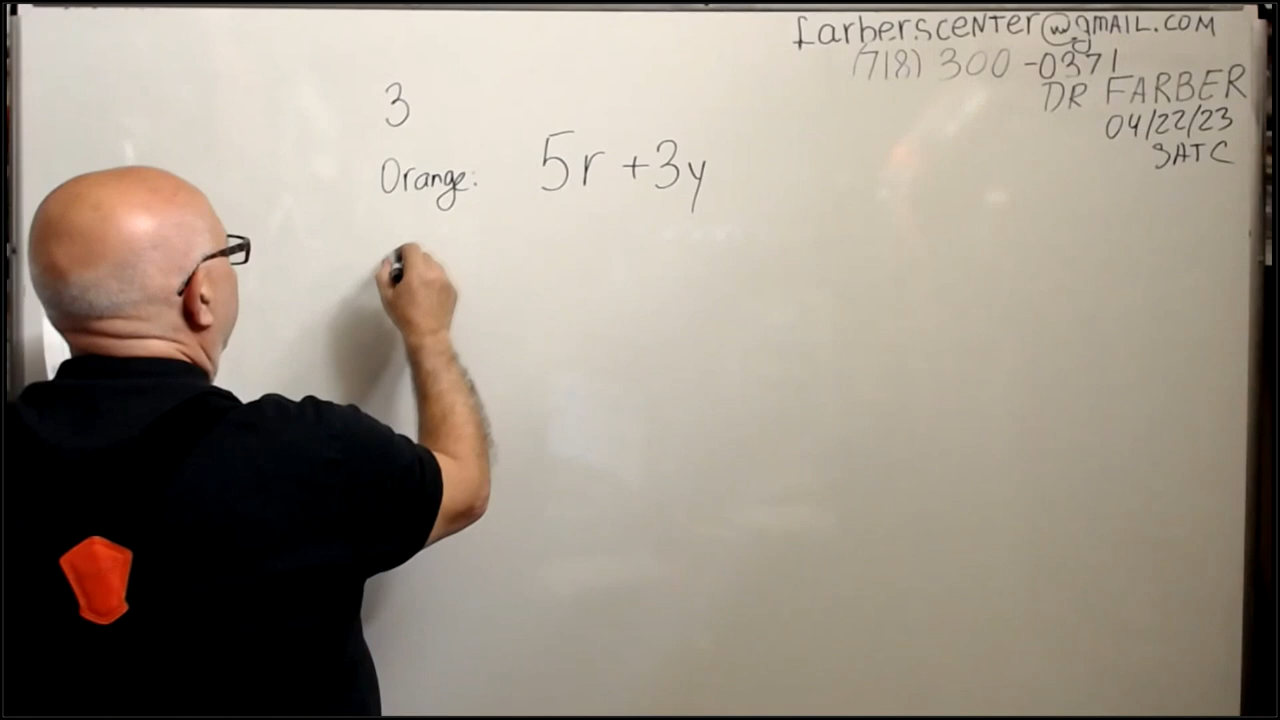 farberscenter@gmail.com
(718) 300-0371
DR FARBER
04/22/23
SATC
3
Orange: 5r + 3y